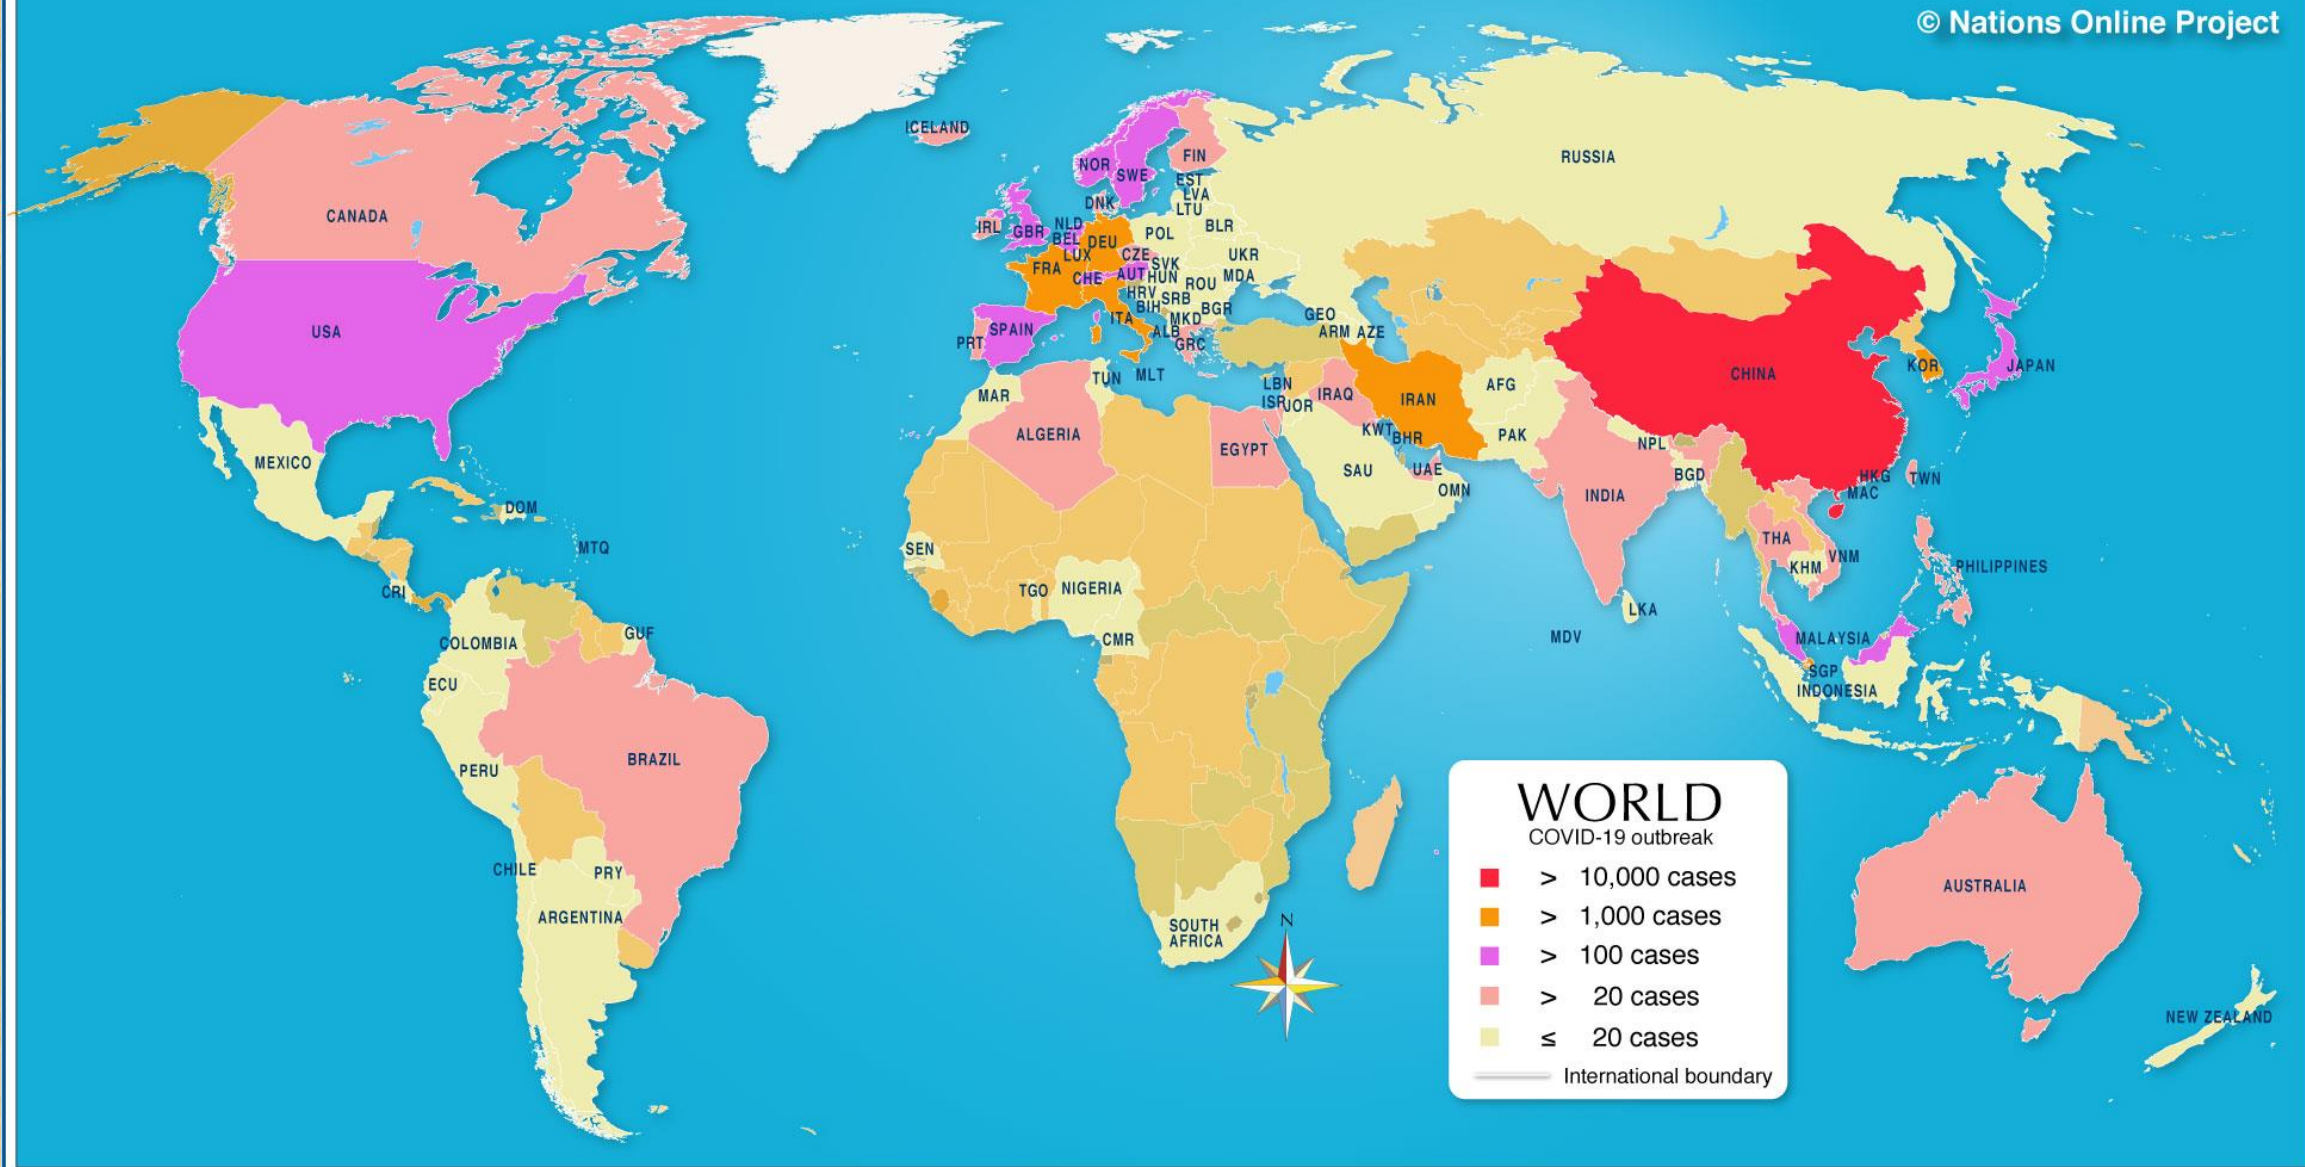 © Nations Online Project
ICELAND
CANADA
USA
MEXICO
DOM
MTQ
CRI
COLOMBIA
GUF
ECU
PERU
BRAZIL
CHILE
PRY
ARGENTINA
NOR
SWE
FIN
EST
LVA
LTU
DNK
IRL
GBR
NLD
BEL
LUX
DEU
POL
BLR
CZE
SVK
UKR
FRA
CHE
AUT
HUN
MDA
HRV
SRB
ROU
BIH
BGR
ITA
MKD
ALB
GRC
SPAIN
PRT
MLT
RUSSIA
GEO
ARM
AZE
TUN
MAR
ALGERIA
EGYPT
LBN
ISR
JOR
IRAQ
IRAN
AFG
KWT
BHR
PAK
SAU
UAE
OMN
SEN
TGO
NIGERIA
CMR
SOUTH
AFRICA
N
CHINA
KOR
JAPAN
NPL
BGD
INDIA
HKG
MAC
TWN
THA
VNM
KHM
PHILIPPINES
LKA
MDV
MALAYSIA
SGP
INDONESIA
AUSTRALIA
NEW ZEALAND
WORLD
COVID-19 outbreak
> 10,000 cases
> 1,000 cases
> 100 cases
> 20 cases
≤ 20 cases
International boundary